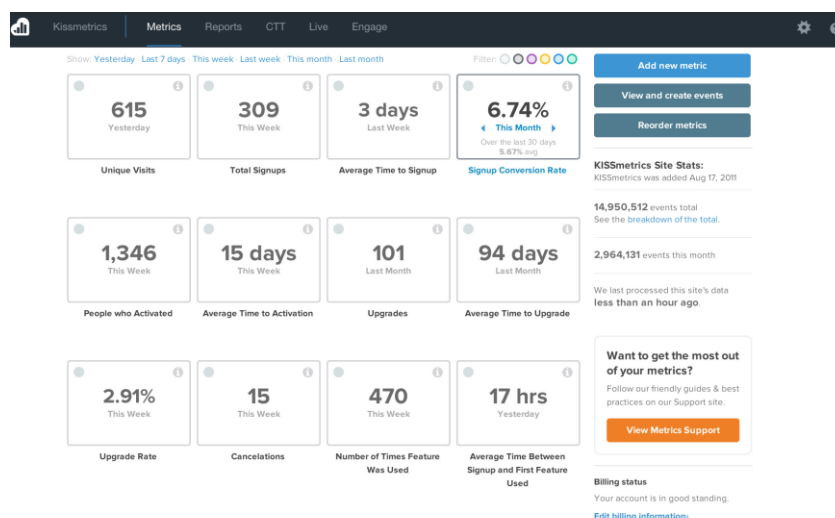 Kissmetrics Metrics Reports CTT Live Engage
Show: Yesterday · Last 7 days · This week · Last week · This month · Last month
Filter:
615
Yesterday
Unique Visits
309
This Week
Total Signups
3 days
Last Week
Average Time to Signup
6.74%
This Month
Over the last 30 days
5.67% avg
Signup Conversion Rate
1,346
This Week
People who Activated
15 days
This Week
Average Time to Activation
101
Last Month
Upgrades
94 days
Last Month
Average Time to Upgrade
2.91%
This Week
Upgrade Rate
15
This Week
Cancelations
470
This Week
Number of Times Feature
Was Used
17 hrs
Yesterday
Average Time Between
Signup and First Feature
Used
Add new metric
View and create events
Reorder metrics
KISSmetrics Site Stats:
KISSmetrics was added Aug 17, 2011
14,950,512 events total
See the breakdown of the total.
2,964,131 events this month
We last processed this site's data
less than an hour ago.
Want to get the most out
of your metrics?
Follow our friendly guides & best
practices on our Support site.
View Metrics Support
Billing status
Your account is in good standing.
Edit billing information›